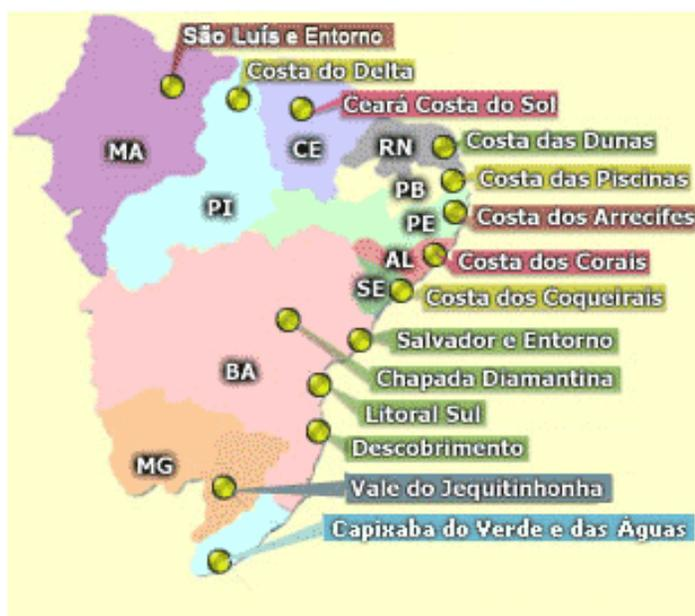 São Luís e Entorno
Costa do Delta
Ceará Costa do Sol
MA
CE
RN
Costa das Dunas
PB
Costa das Piscinas
PI
PE
Costa dos Arrecifes
AL
Costa dos Corais
SE
Costa dos Coqueirais
Salvador e Entorno
BA
Chapada Diamantina
Litoral Sul
Descobrimento
MG
Vale do Jequitinhonha
Capixaba do Verde e das Águas